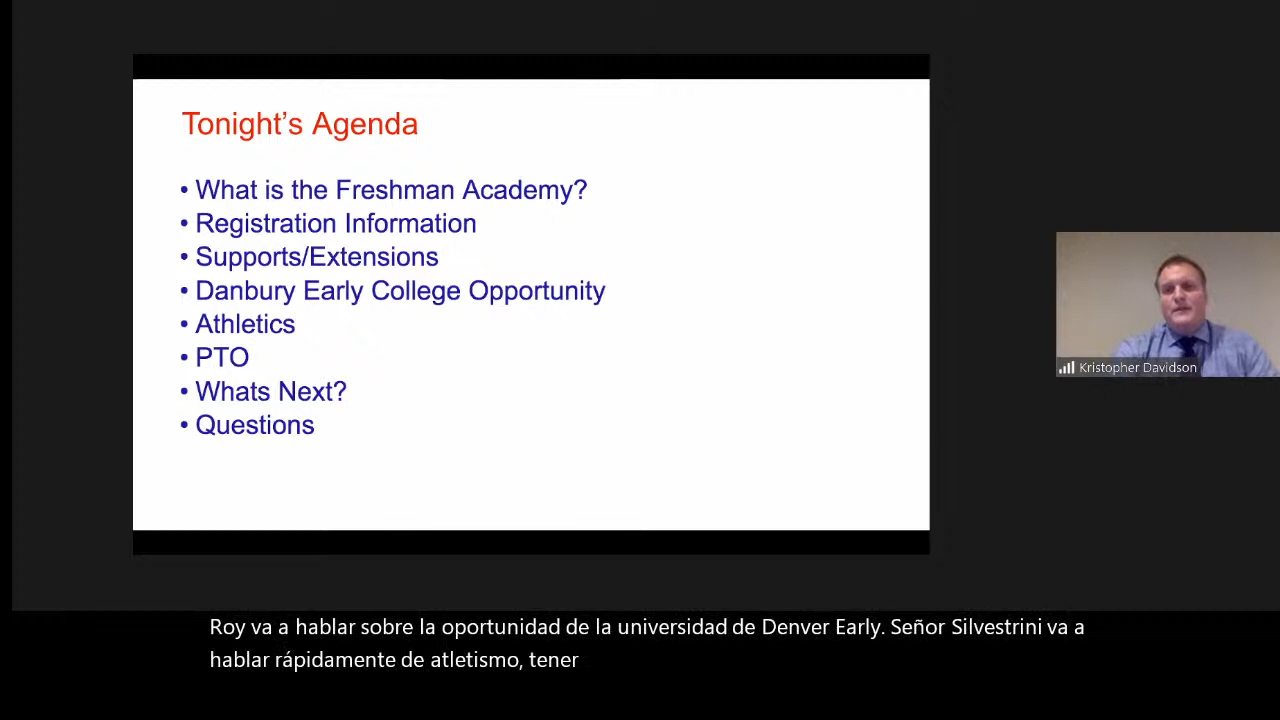 Tonight’s Agenda
• What is the Freshman Academy?
• Registration Information
• Supports/Extensions
• Danbury Early College Opportunity
• Athletics
• PTO
• Whats Next?
• Questions
Kristopher Davidson
Roy va a hablar sobre la oportunidad de la universidad de Denver Early. Señor Silvestrini va a
hablar rápidamente de atletismo, tener